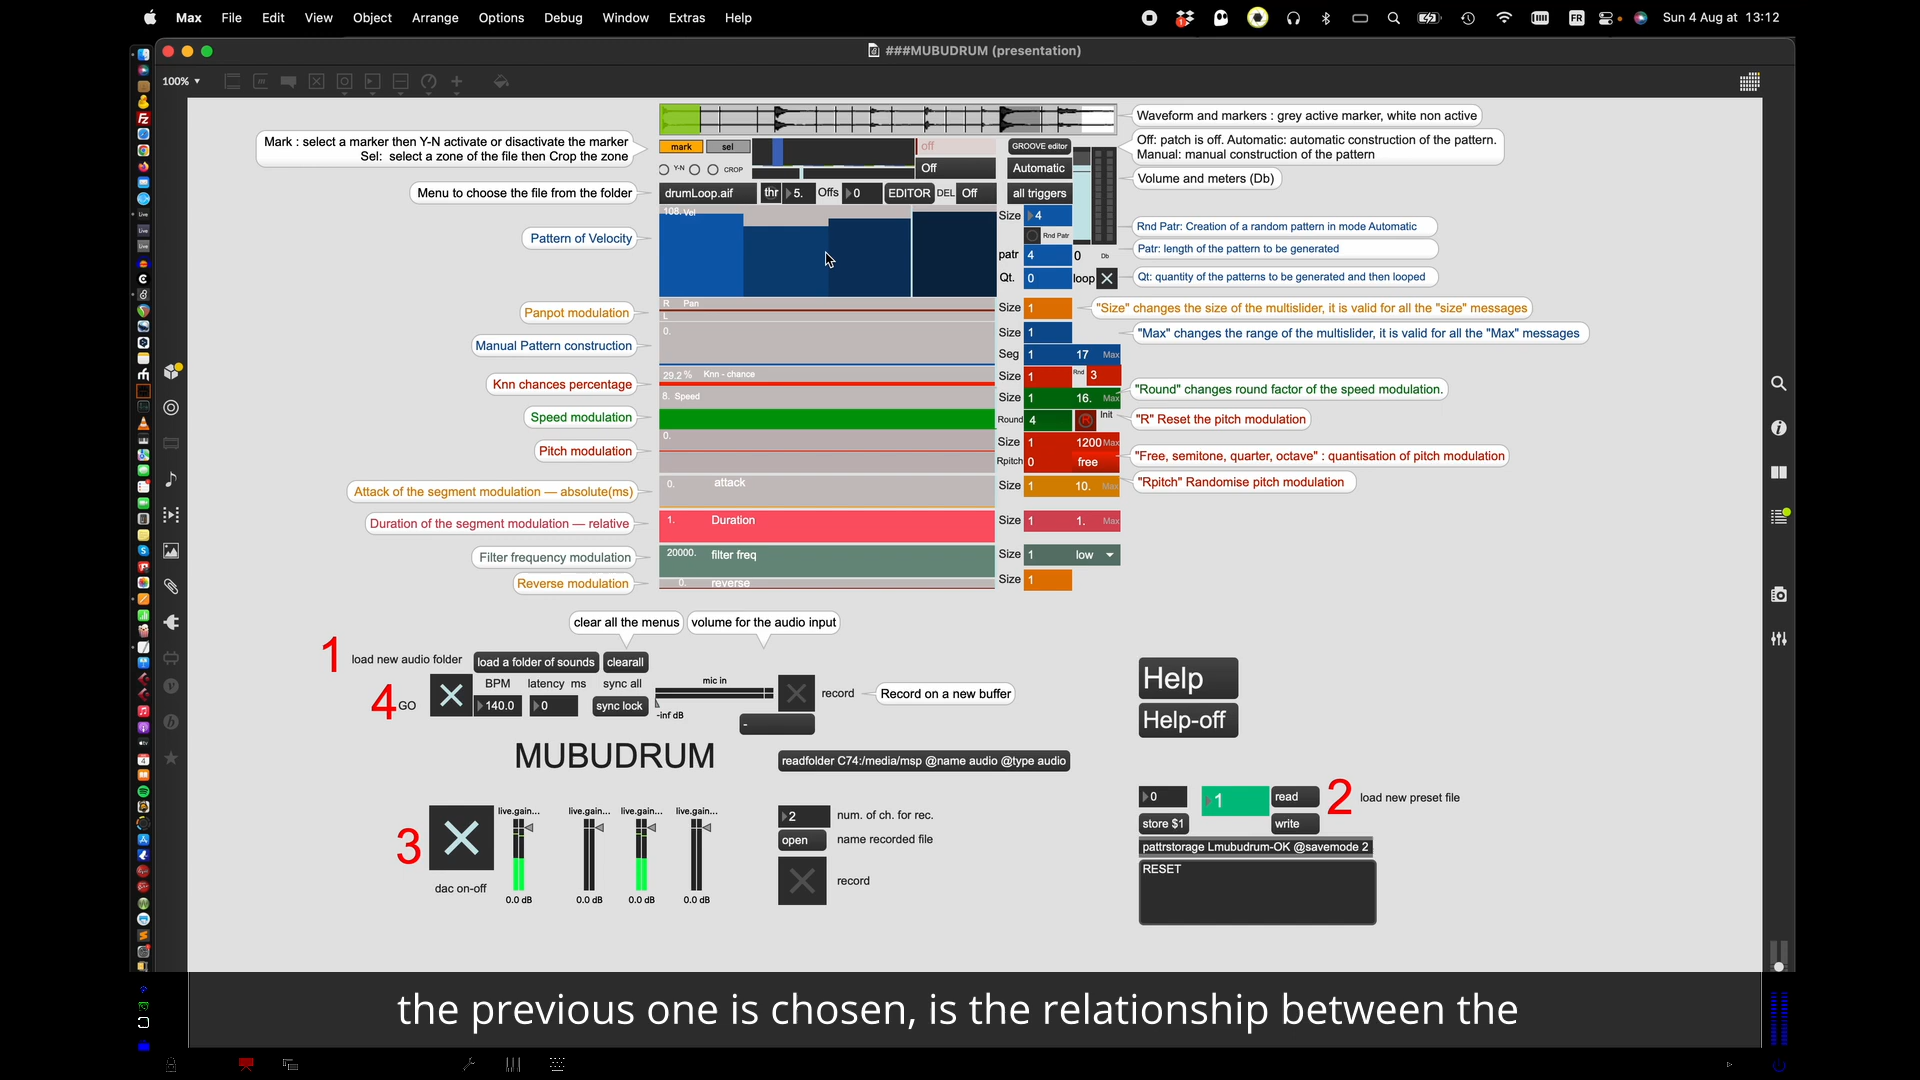 Max File Edit View Object Arrange Options Debug Window Extras Help
FR Sun 4 Aug at 13:12
###MUBUDRUM (presentation)
100%
Waveform and markers : grey active marker, white non active
Mark : select a marker then Y-N activate or disactivate the marker
Sel: select a zone of the file then Crop the zone
mark sel off GROOVE editor
Y-N CROP Off Automatic
Off: patch is off. Automatic: automatic construction of the pattern.
Manual: manual construction of the pattern
Volume and meters (Db)
Menu to choose the file from the folder
drumLoop.aif thr 5. Offs 0 EDITOR DEL Off all triggers
108. Vel
Size 4
Rnd Patr
Rnd Patr: Creation of a random pattern in mode Automatic
Pattern of Velocity
patr 4 0 Db
Patr: length of the pattern to be generated
Qt. 0 loop
Qt: quantity of the patterns to be generated and then looped
Panpot modulation
R Pan
L
Size 1
"Size" changes the size of the multislider, it is valid for all the "size" messages
Manual Pattern construction
0.
Size 1
"Max" changes the range of the multislider, it is valid for all the "Max" messages
Seg 1 17 Max
Knn chances percentage
29.2 % Knn - chance
Size 1 Rnd 3
"Round" changes round factor of the speed modulation.
Speed modulation
8. Speed
Size 1 16. Max
Round 4 R Init
"R" Reset the pitch modulation
Pitch modulation
0.
Size 1 1200 Max
Rpitch 0 free
"Free, semitone, quarter, octave" : quantisation of pitch modulation
"Rpitch" Randomise pitch modulation
Attack of the segment modulation — absolute(ms)
0. attack
Size 1 10. Max
Duration of the segment modulation — relative
1. Duration
Size 1 1. Max
Filter frequency modulation
20000. filter freq
Size 1 low
Reverse modulation
0. reverse
Size 1
clear all the menus volume for the audio input
1 load new audio folder load a folder of sounds clearall
4 GO BPM latency ms sync all mic in
140.0 0 sync lock -inf dB
record Record on a new buffer
-
MUBUDRUM
readfolder C74:/media/msp @name audio @type audio
Help
Help-off
3
dac on-off
live.gain... live.gain... live.gain... live.gain...
0.0 dB 0.0 dB 0.0 dB 0.0 dB
2 num. of ch. for rec.
open name recorded file
record
0 1 read 2 load new preset file
store $1 write
pattrstorage Lmubudrum-OK @savemode 2
RESET
the previous one is chosen, is the relationship between the